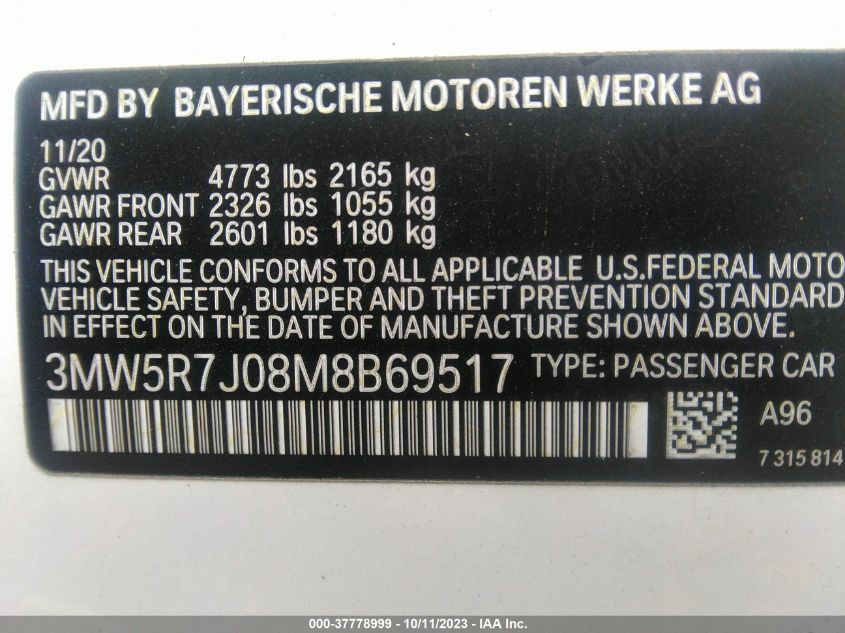 MFD BY BAYERISCHE MOTOREN WERKE AG
11/20
GVWR 4773 lbs 2165 kg
GAWR FRONT 2326 lbs 1055 kg
GAWR REAR 2601 lbs 1180 kg
THIS VEHICLE CONFORMS TO ALL APPLICABLE U.S.FEDERAL MOTO
VEHICLE SAFETY, BUMPER AND THEFT PREVENTION STANDARD
IN EFFECT ON THE DATE OF MANUFACTURE SHOWN ABOVE.
3MW5R7J08M8B69517 TYPE: PASSENGER CAR
A96
7 315 814
000-37778999 - 10/11/2023 - IAA Inc.